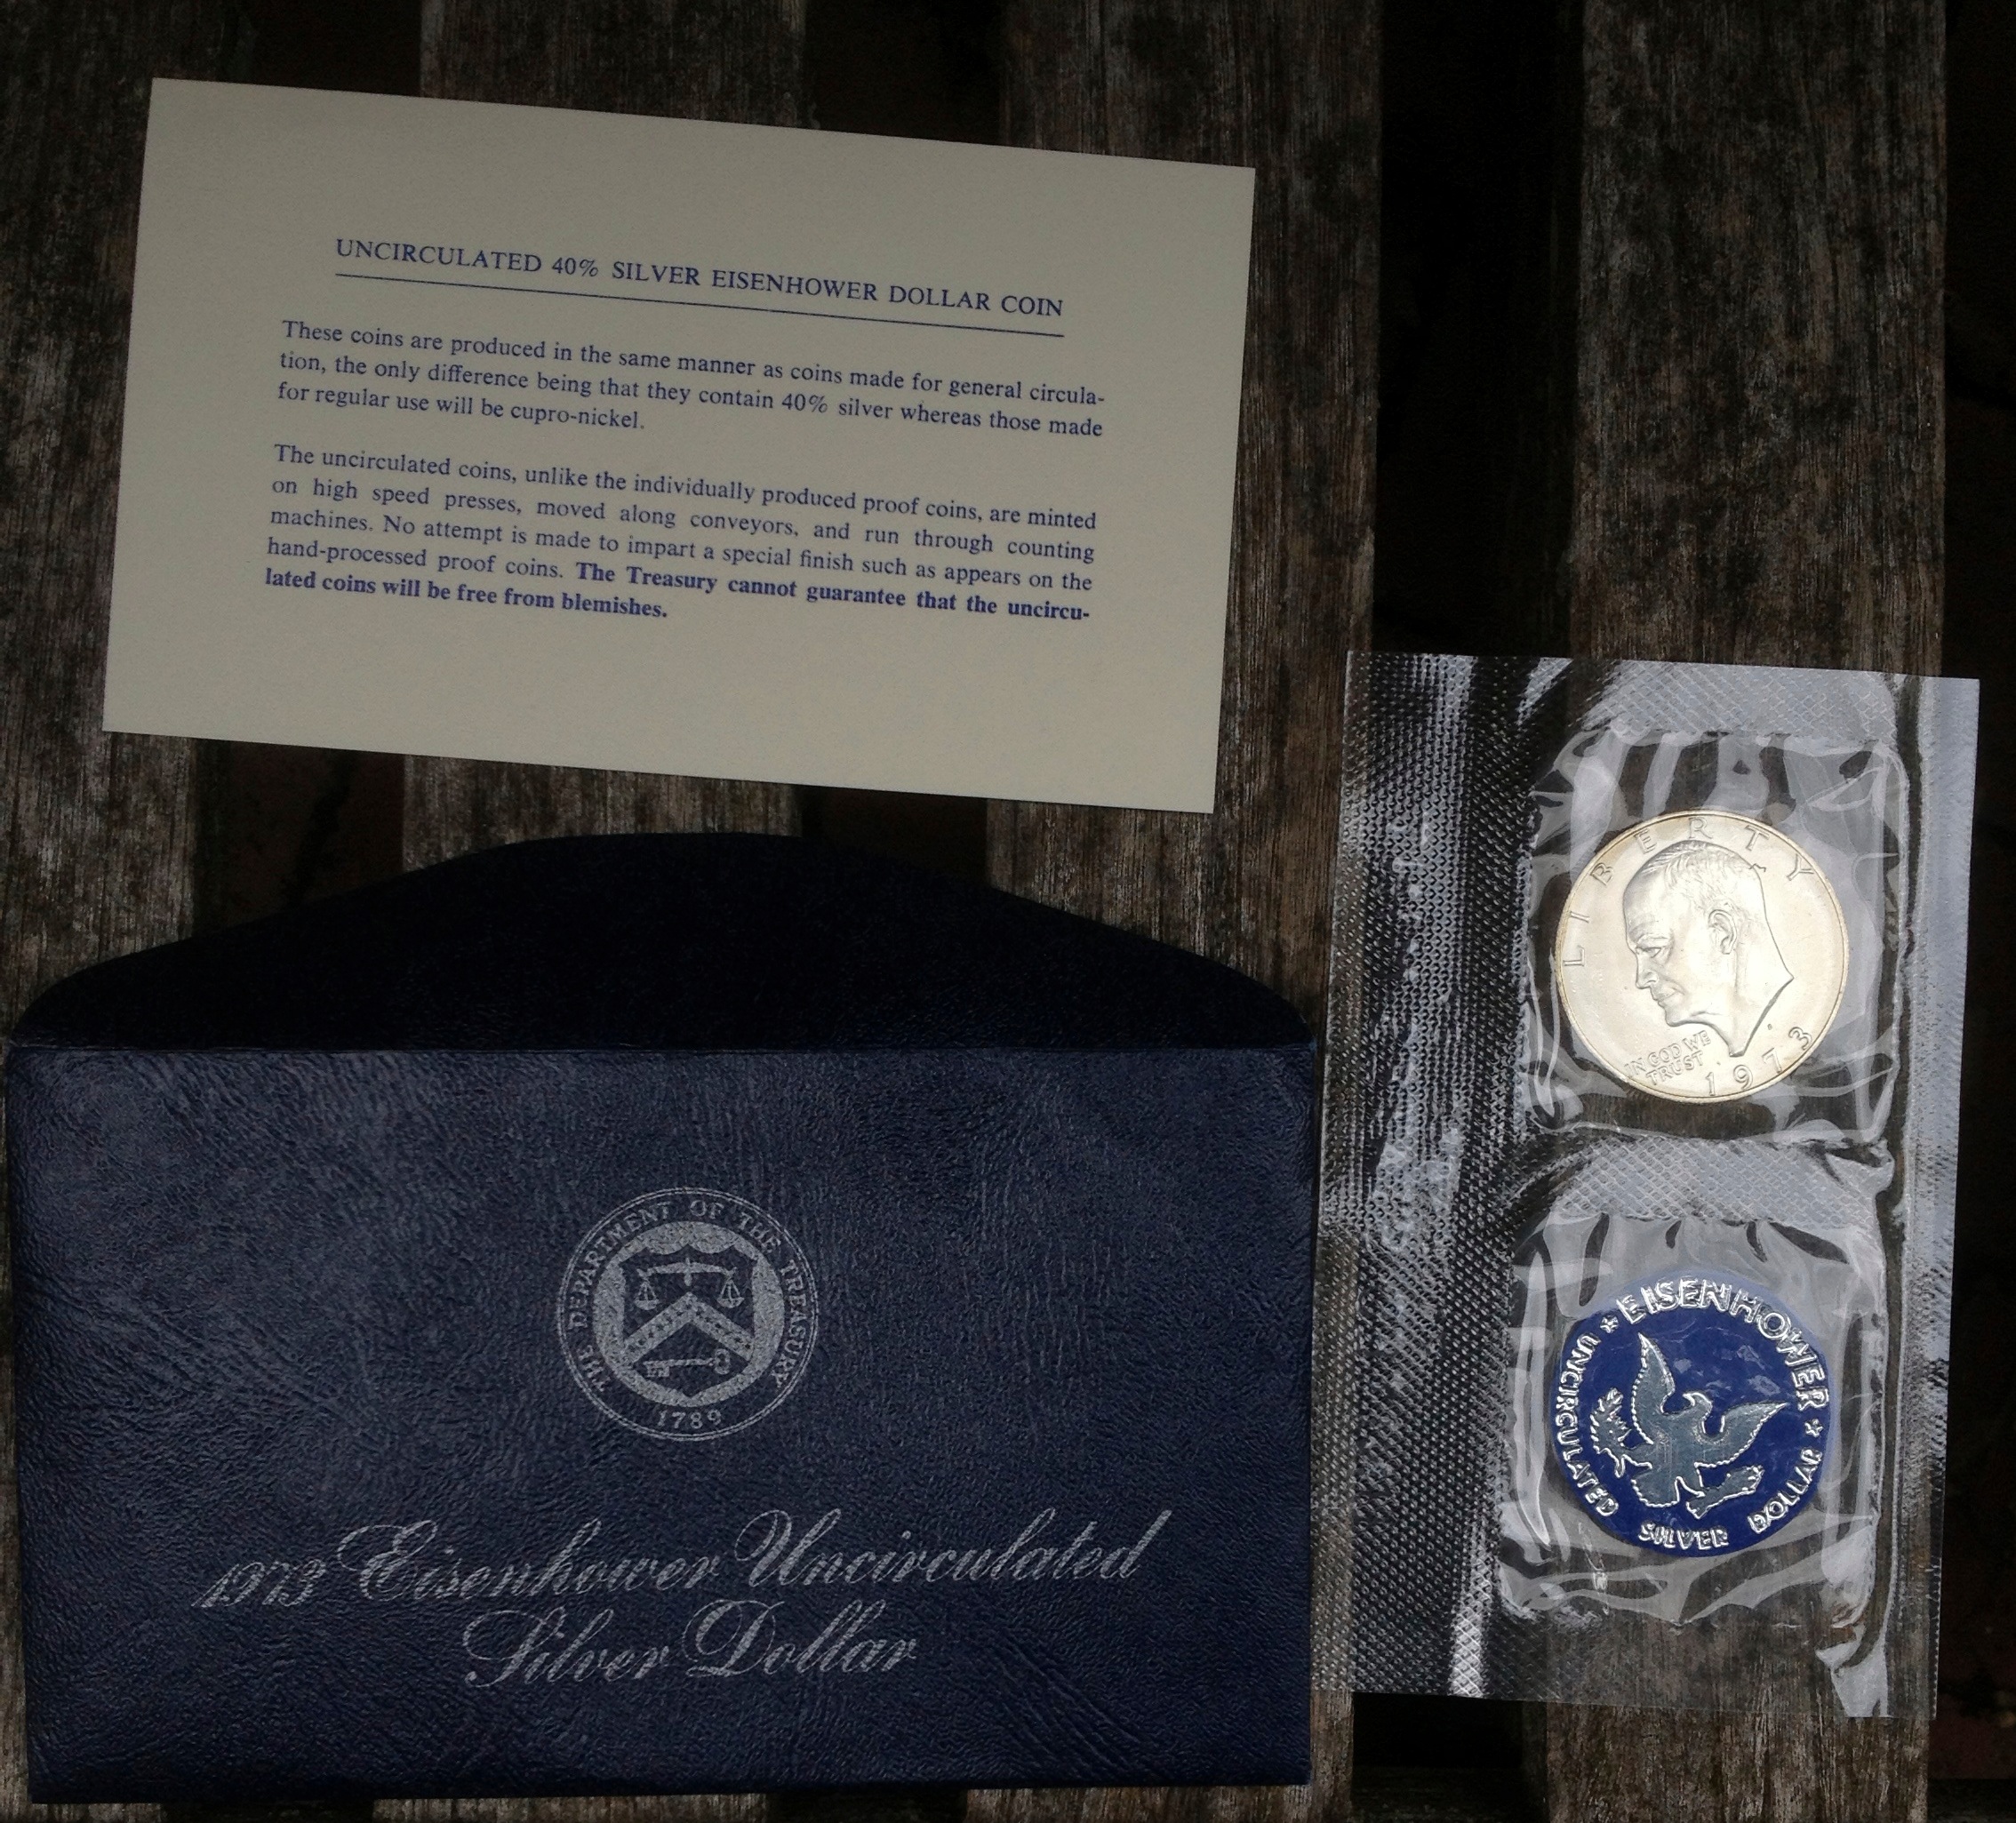 UNCIRCULATED 40% SILVER EISENHOWER DOLLAR COIN
These coins are produced in the same manner as coins made for general circula-
tion, the only difference being that they contain 40% silver whereas those made
for regular use will be cupro-nickel.
The uncirculated coins, unlike the individually produced proof coins, are minted
on high speed presses, moved along conveyors, and run through counting
machines. No attempt is made to impart a special finish such as appears on the
hand-processed proof coins. The Treasury cannot guarantee that the uncircu-
lated coins will be free from blemishes.
LIBERTY
IN GOD WE
TRUST
1973
THE DEPARTMENT OF THE TREASURY
1789
1973 Eisenhower Uncirculated
Silver Dollar
EISENHOWER
UNCIRCULATED SILVER DOLLAR